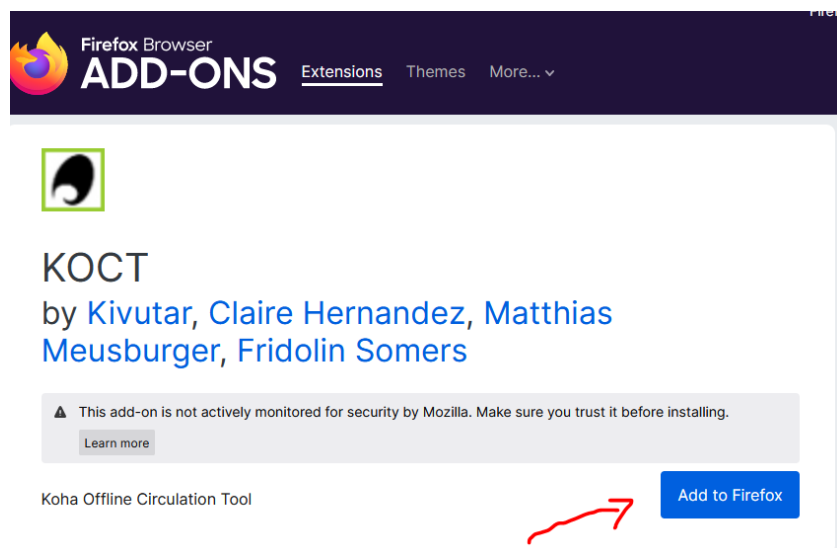 Firefox Browser
ADD-ONS
Extensions Themes More...
KOCT
by Kivutar, Claire Hernandez, Matthias
Meusburger, Fridolin Somers
This add-on is not actively monitored for security by Mozilla. Make sure you trust it before installing.
Learn more
Koha Offline Circulation Tool
Add to Firefox